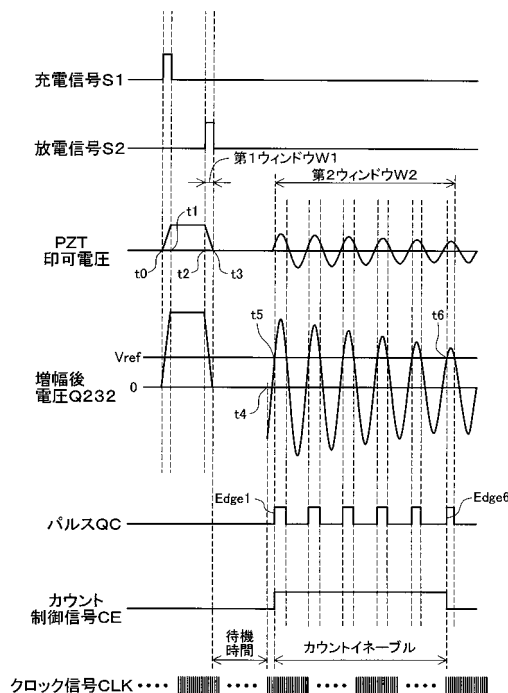 充電信号S1
放電信号S2
第1ウィンドウW1
第2ウィンドウW2
PZT
印可電圧
t1
t0
t2
t3
t5
t6
Vref
増幅後
電圧Q232
0
t4
Edge1
Edge6
パルスQC
カウント
制御信号CE
待機
時間
カウントイネーブル
クロック信号CLK